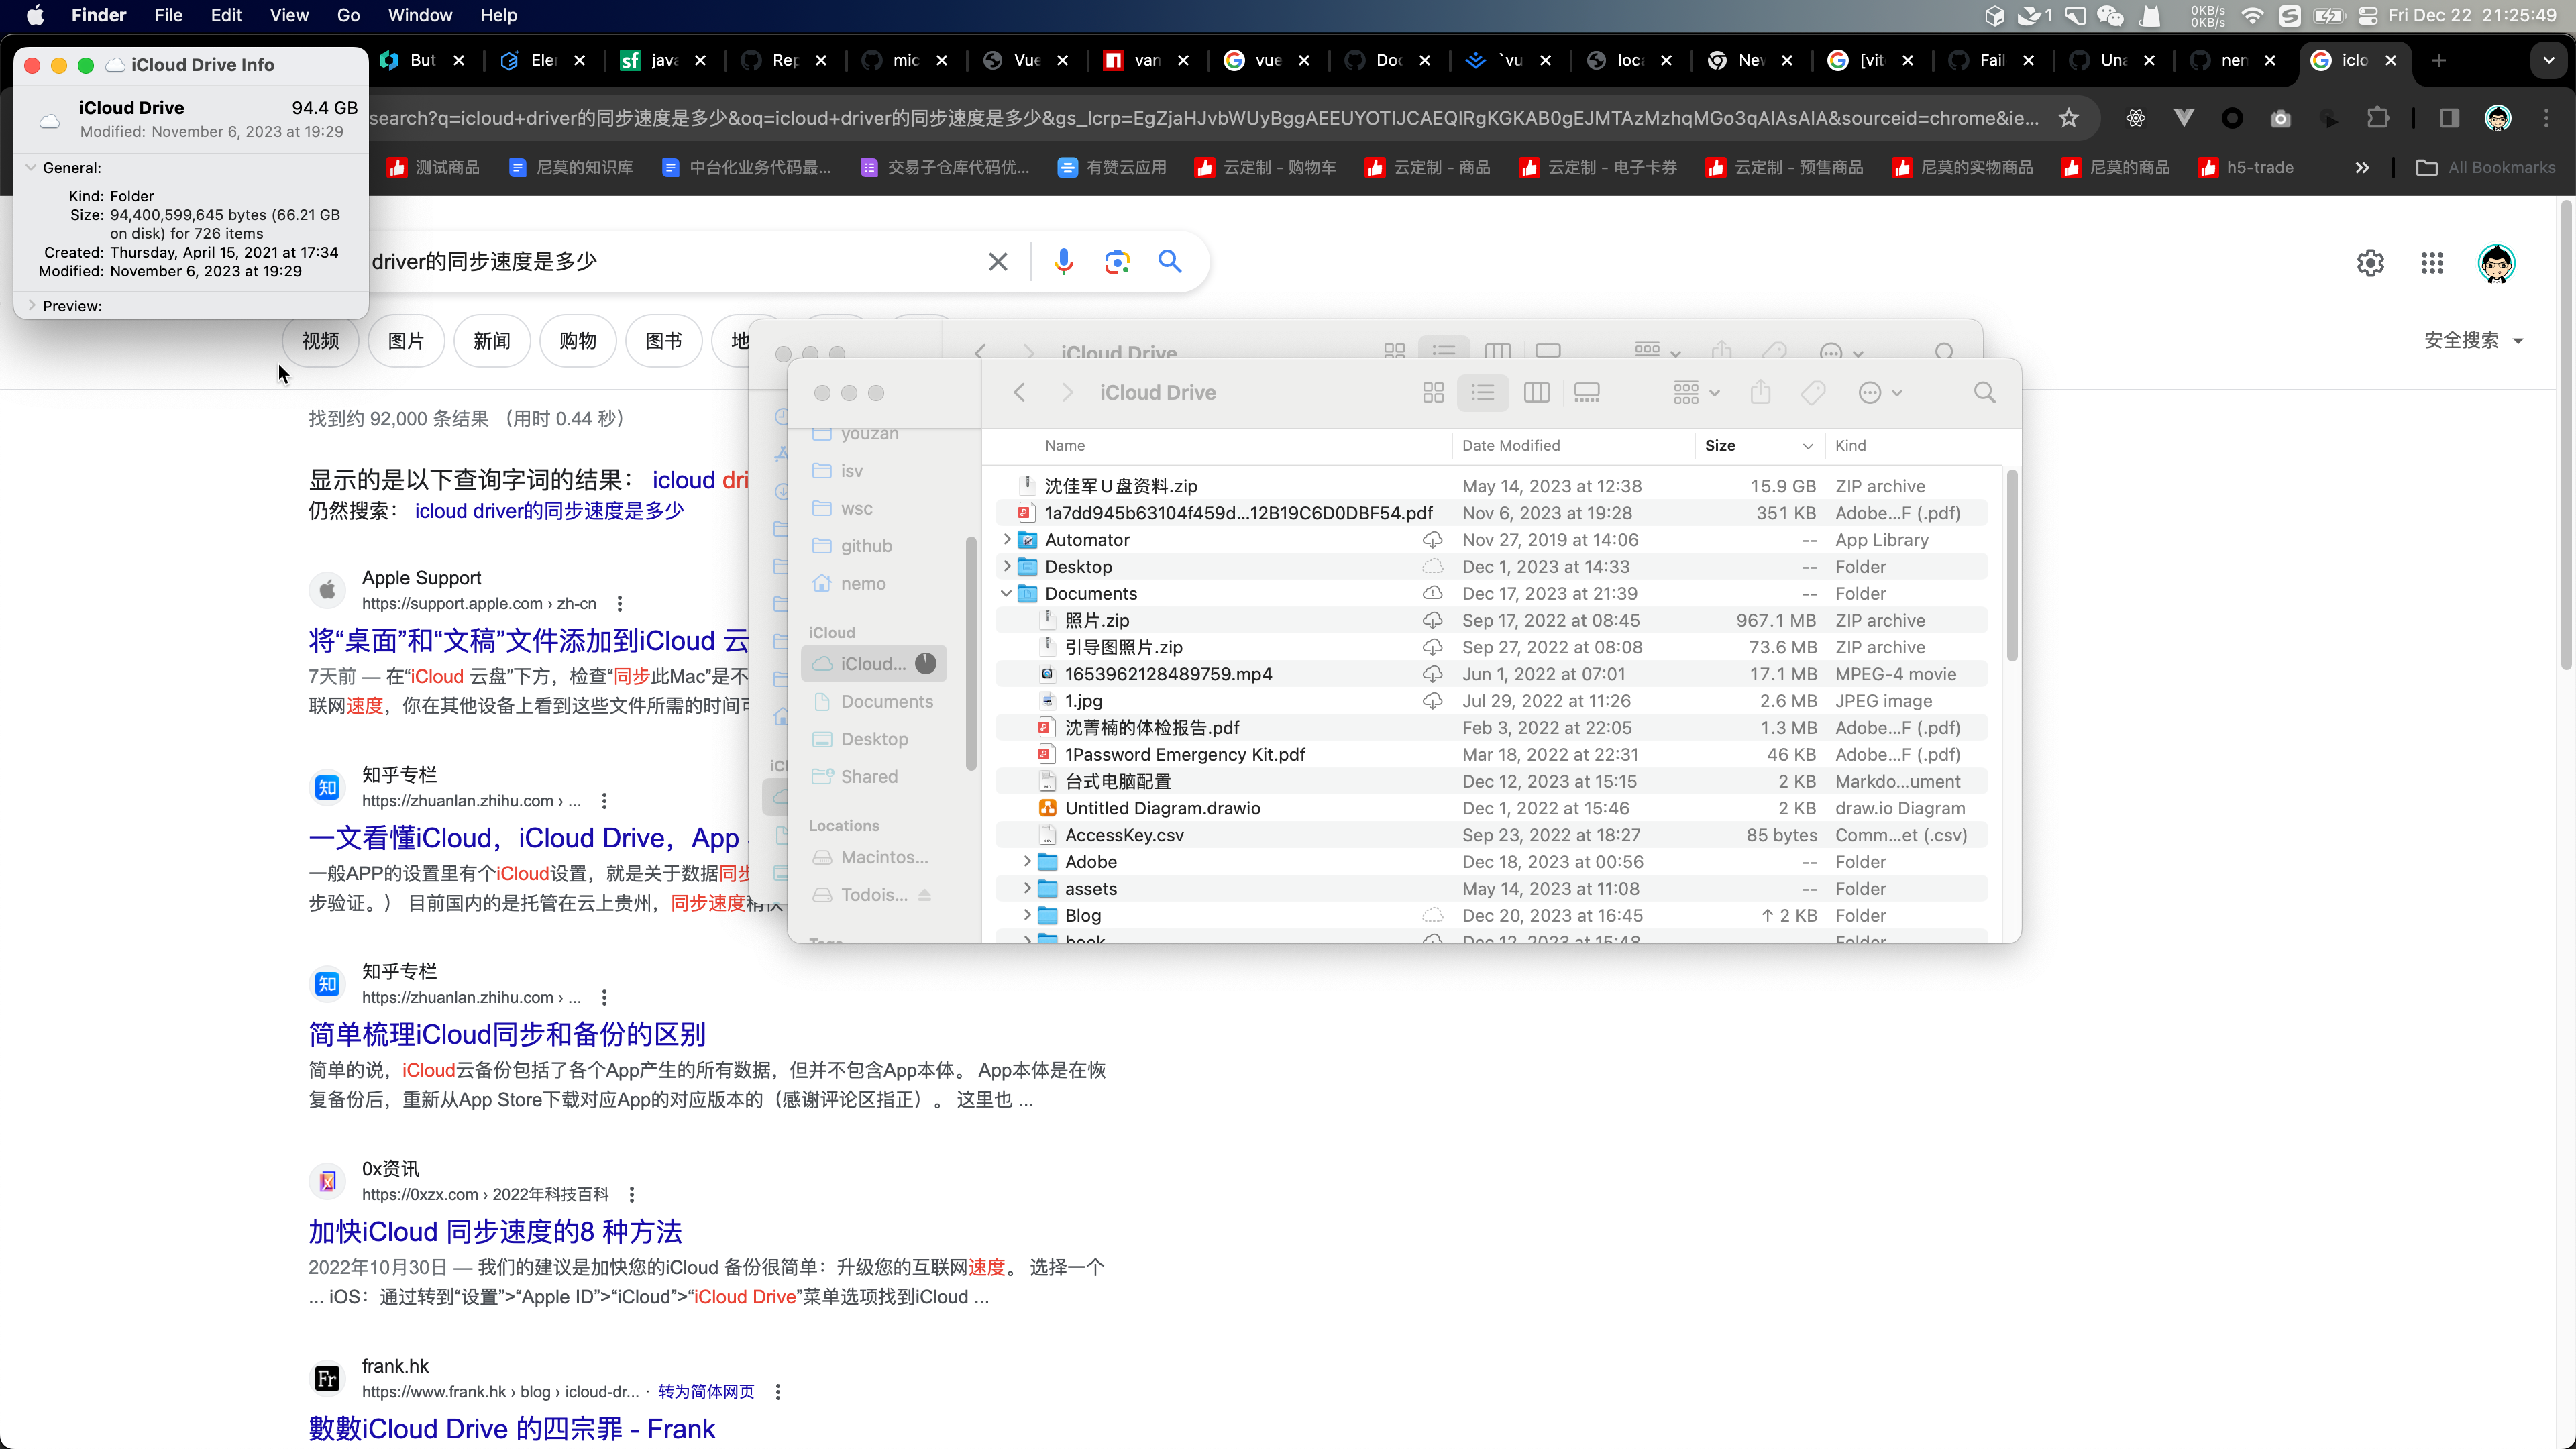 Finder File Edit View Go Window Help
1 0KB/s 0KB/s Fri Dec 22 21:25:49
iCloud Drive Info
But Ele java Rep mic Vue van vue Doc `vu loca New [vit Fail Una nen iclo
iCloud Drive 94.4 GB
Modified: November 6, 2023 at 19:29
search?q=icloud+driver的同步速度是多少&oq=icloud+driver的同步速度是多少&gs_lcrp=EgZjaHJvbWUyBggAEEUYOTIJCAEQIRgKGKAB0gEJMTAzMzhqMGo3qAIAsAIA&sourceid=chrome&ie...
General:
Kind: Folder
Size: 94,400,599,645 bytes (66.21 GB
on disk) for 726 items
Created: Thursday, April 15, 2021 at 17:34
Modified: November 6, 2023 at 19:29
Preview:
测试商品 尼莫的知识库 中台化业务代码最... 交易子仓库代码优... 有赞云应用 云定制 - 购物车 云定制 - 商品 云定制 - 电子卡券 云定制 - 预售商品 尼莫的实物商品 尼莫的商品 h5-trade All Bookmarks
driver的同步速度是多少
视频 图片 新闻 购物 图书 地
安全搜索
找到约 92,000 条结果 （用时 0.44 秒）
显示的是以下查询字词的结果： icloud dri
仍然搜索： icloud driver的同步速度是多少
Apple Support
https://support.apple.com › zh-cn
将“桌面”和“文稿”文件添加到iCloud 云
7天前 — 在“iCloud 云盘”下方，检查“同步此Mac”是不
联网速度，你在其他设备上看到这些文件所需的时间可
知乎专栏
https://zhuanlan.zhihu.com › ...
一文看懂iCloud，iCloud Drive，App
一般APP的设置里有个iCloud设置，就是关于数据同步
步验证。） 目前国内的是托管在云上贵州，同步速度稍快
知乎专栏
https://zhuanlan.zhihu.com › ...
简单梳理iCloud同步和备份的区别
简单的说，iCloud云备份包括了各个App产生的所有数据，但并不包含App本体。 App本体是在恢
复备份后，重新从App Store下载对应App的对应版本的（感谢评论区指正）。 这里也 ...
0x资讯
https://0xzx.com › 2022年科技百科
加快iCloud 同步速度的8 种方法
2022年10月30日 — 我们的建议是加快您的iCloud 备份很简单：升级您的互联网速度。 选择一个
... iOS：通过转到“设置”>“Apple ID”>“iCloud”>“iCloud Drive”菜单选项找到iCloud ...
frank.hk
https://www.frank.hk › blog › icloud-dr... · 转为简体网页
數數iCloud Drive 的四宗罪 - Frank
iCloud Drive
iCl
iCloud Drive
youzan
isv
wsc
github
nemo
iCloud
iCloud...
Documents
Desktop
Shared
Locations
Macintos...
Todois...
Tags
Name Date Modified Size Kind
沈佳军U盘资料.zip May 14, 2023 at 12:38 15.9 GB ZIP archive
1a7dd945b63104f459d...12B19C6D0DBF54.pdf Nov 6, 2023 at 19:28 351 KB Adobe...F (.pdf)
Automator Nov 27, 2019 at 14:06 -- App Library
Desktop Dec 1, 2023 at 14:33 -- Folder
Documents Dec 17, 2023 at 21:39 -- Folder
照片.zip Sep 17, 2022 at 08:45 967.1 MB ZIP archive
引导图照片.zip Sep 27, 2022 at 08:08 73.6 MB ZIP archive
1653962128489759.mp4 Jun 1, 2022 at 07:01 17.1 MB MPEG-4 movie
1.jpg Jul 29, 2022 at 11:26 2.6 MB JPEG image
沈菁楠的体检报告.pdf Feb 3, 2022 at 22:05 1.3 MB Adobe...F (.pdf)
1Password Emergency Kit.pdf Mar 18, 2022 at 22:31 46 KB Adobe...F (.pdf)
台式电脑配置 Dec 12, 2023 at 15:15 2 KB Markdo...ument
Untitled Diagram.drawio Dec 1, 2022 at 15:46 2 KB draw.io Diagram
AccessKey.csv Sep 23, 2022 at 18:27 85 bytes Comm...et (.csv)
Adobe Dec 18, 2023 at 00:56 -- Folder
assets May 14, 2023 at 11:08 -- Folder
Blog Dec 20, 2023 at 16:45 ↑ 2 KB Folder
book Dec 12, 2023 at 15:48 -- Folder